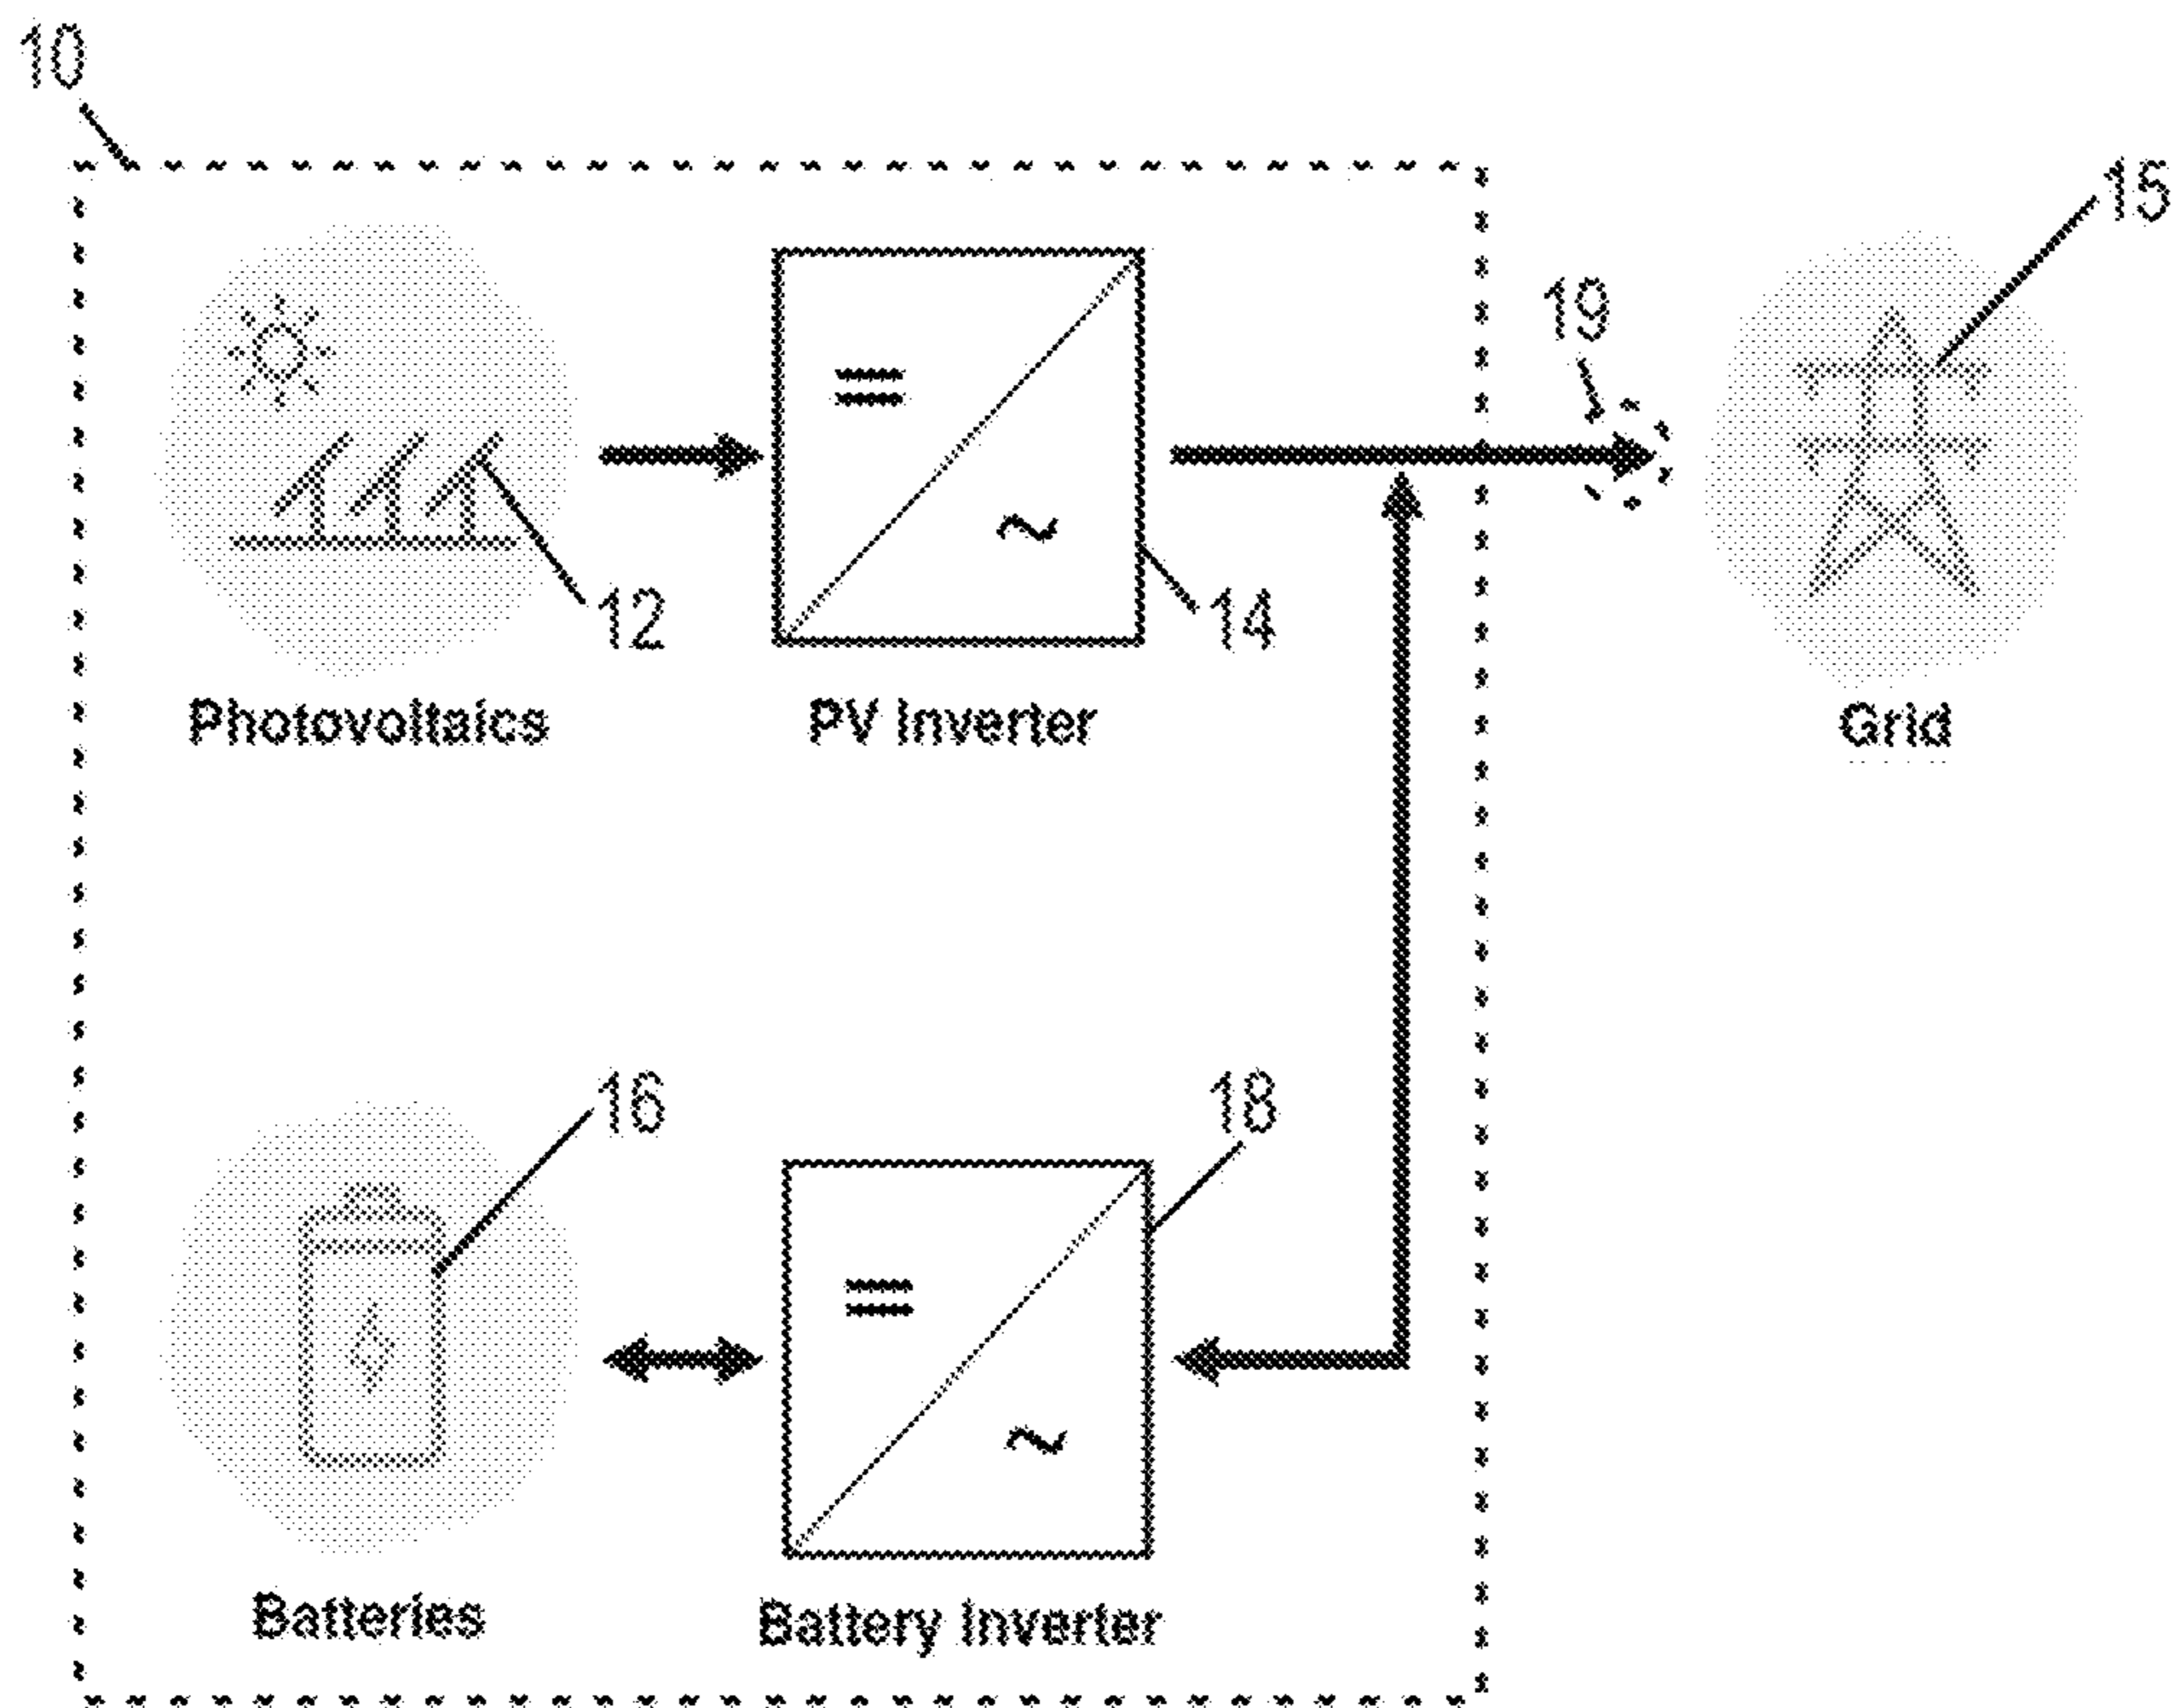 10
15
19
12
14
Photovoltaics
PV Inverter
Grid
16
18
Batteries
Battery Inverter